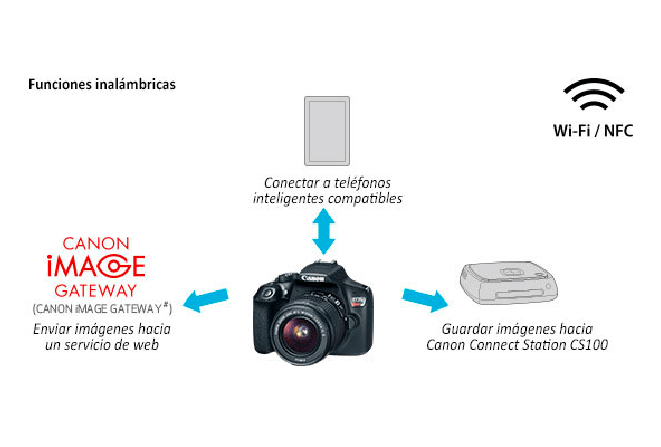 Funciones inalámbricas
Wi-Fi / NFC
Conectar a teléfonos
inteligentes compatibles
CANON
iMAGE
GATEWAY
(CANON iMAGE GATEWAY#)
Enviar imágenes hacia
un servicio de web
Canon
EOS
Guardar imágenes hacia
Canon Connect Station CS100